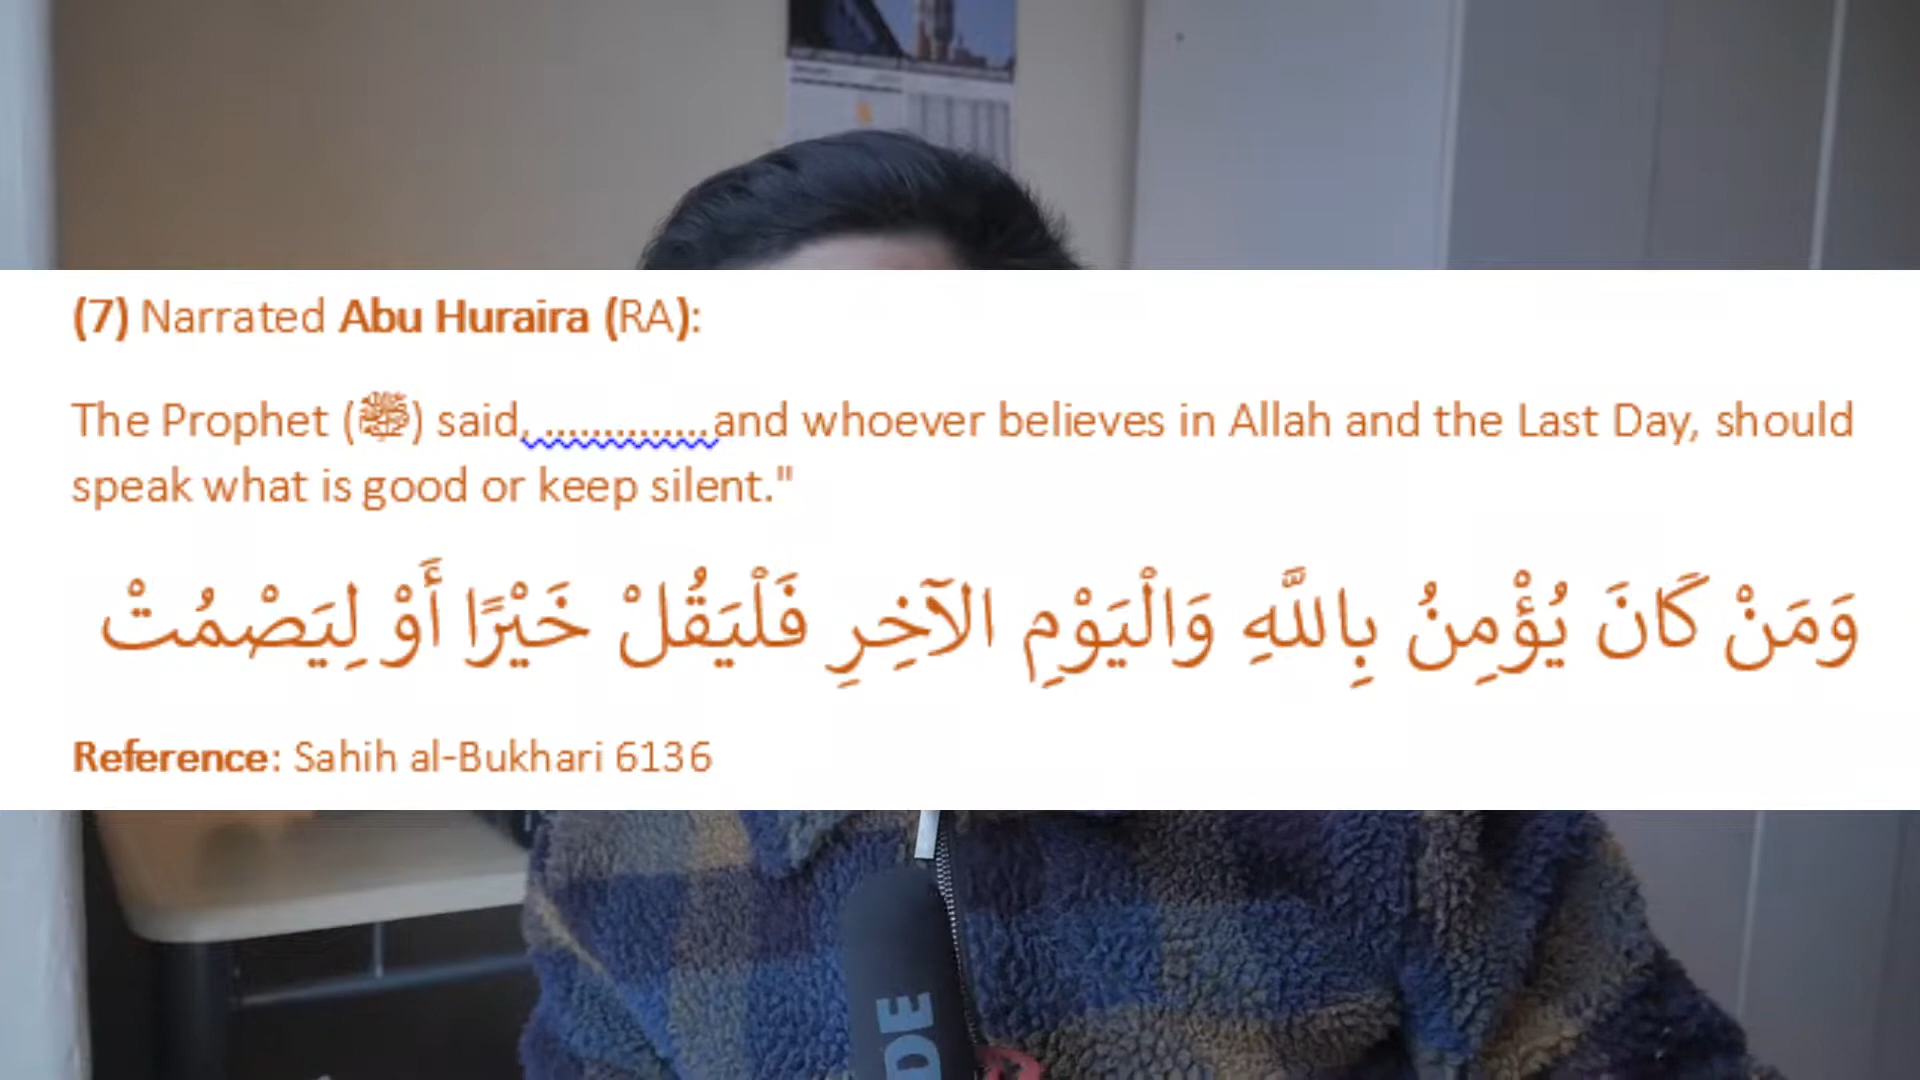 (7) Narrated Abu Huraira (RA):
The Prophet (ﷺ) said, ..............and whoever believes in Allah and the Last Day, should
speak what is good or keep silent."
وَمَنْ كَانَ يُؤْمِنُ بِاللَّهِ وَالْيَوْمِ الآخِرِ فَلْيَقُلْ خَيْرًا أَوْ لِيَصْمُتْ
Reference: Sahih al-Bukhari 6136
DE